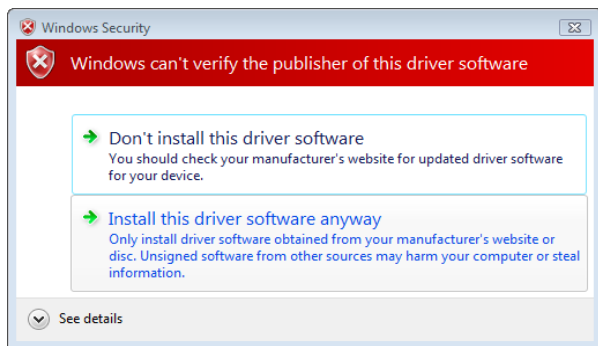 Windows Security
Windows can't verify the publisher of this driver software
Don't install this driver software
You should check your manufacturer's website for updated driver software
for your device.
Install this driver software anyway
Only install driver software obtained from your manufacturer's website or
disc. Unsigned software from other sources may harm your computer or steal
information.
See details